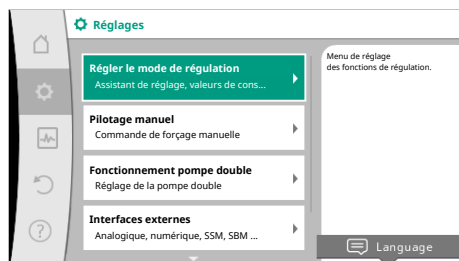 Réglages
Régler le mode de régulation
Assistant de réglage, valeurs de cons...
Pilotage manuel
Commande de forçage manuelle
Fonctionnement pompe double
Réglage de la pompe double
Interfaces externes
Analogique, numérique, SSM, SBM ...
Menu de réglage
des fonctions de régulation.
Language